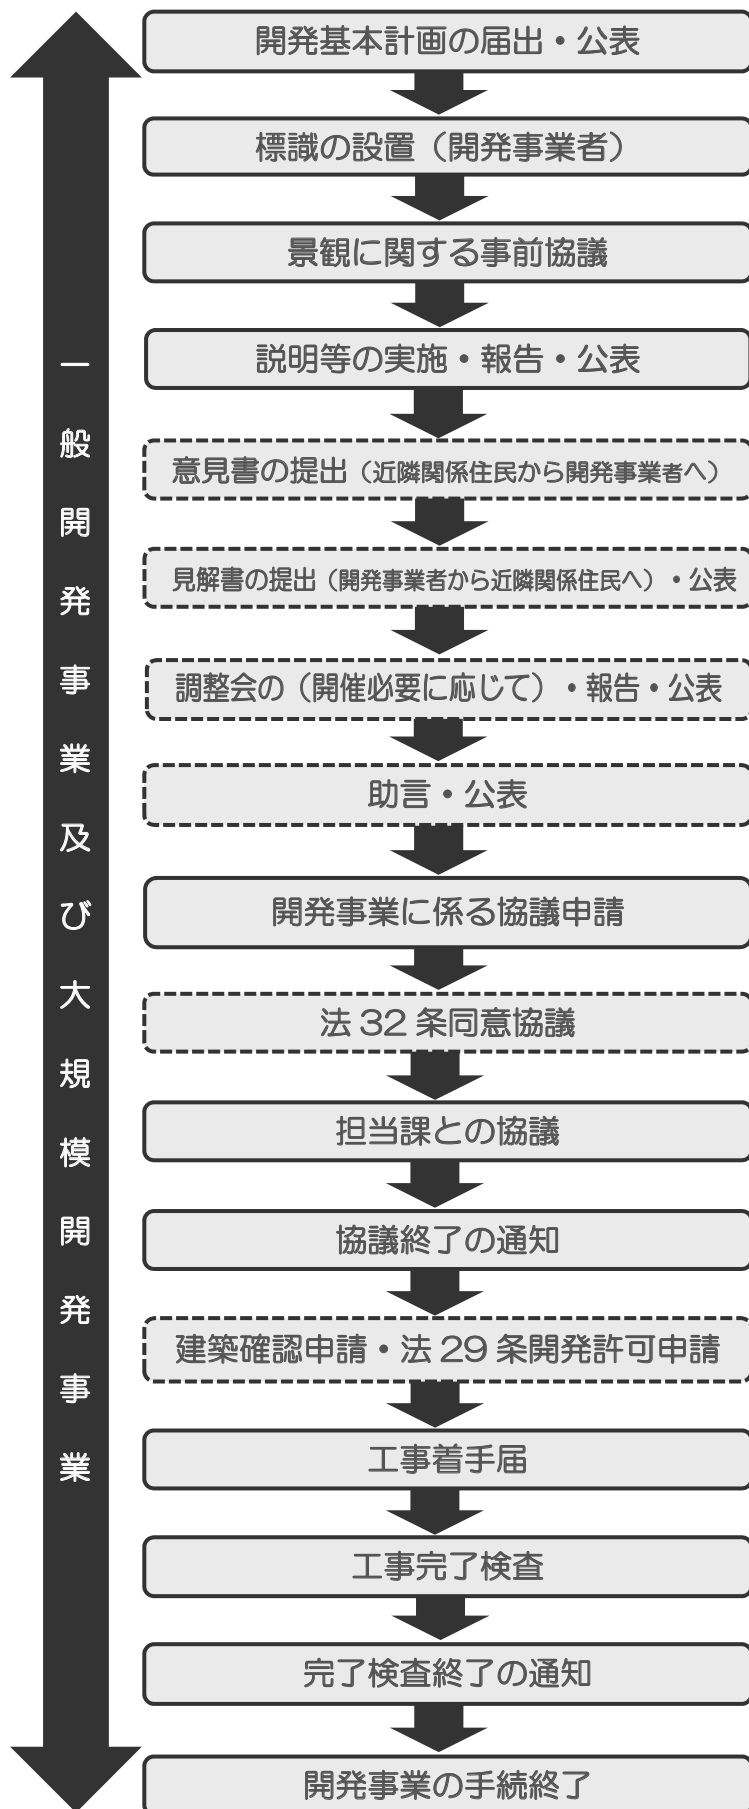 一般開発事業及び大規模開発事業
開発基本計画の届出・公表
標識の設置（開発事業者）
景観に関する事前協議
説明等の実施・報告・公表
意見書の提出（近隣関係住民から開発事業者へ）
見解書の提出（開発事業者から近隣関係住民へ）・公表
調整会の（開催必要に応じて）・報告・公表
助言・公表
開発事業に係る協議申請
法 32 条同意協議
担当課との協議
協議終了の通知
建築確認申請・法 29 条開発許可申請
工事着手届
工事完了検査
完了検査終了の通知
開発事業の手続終了